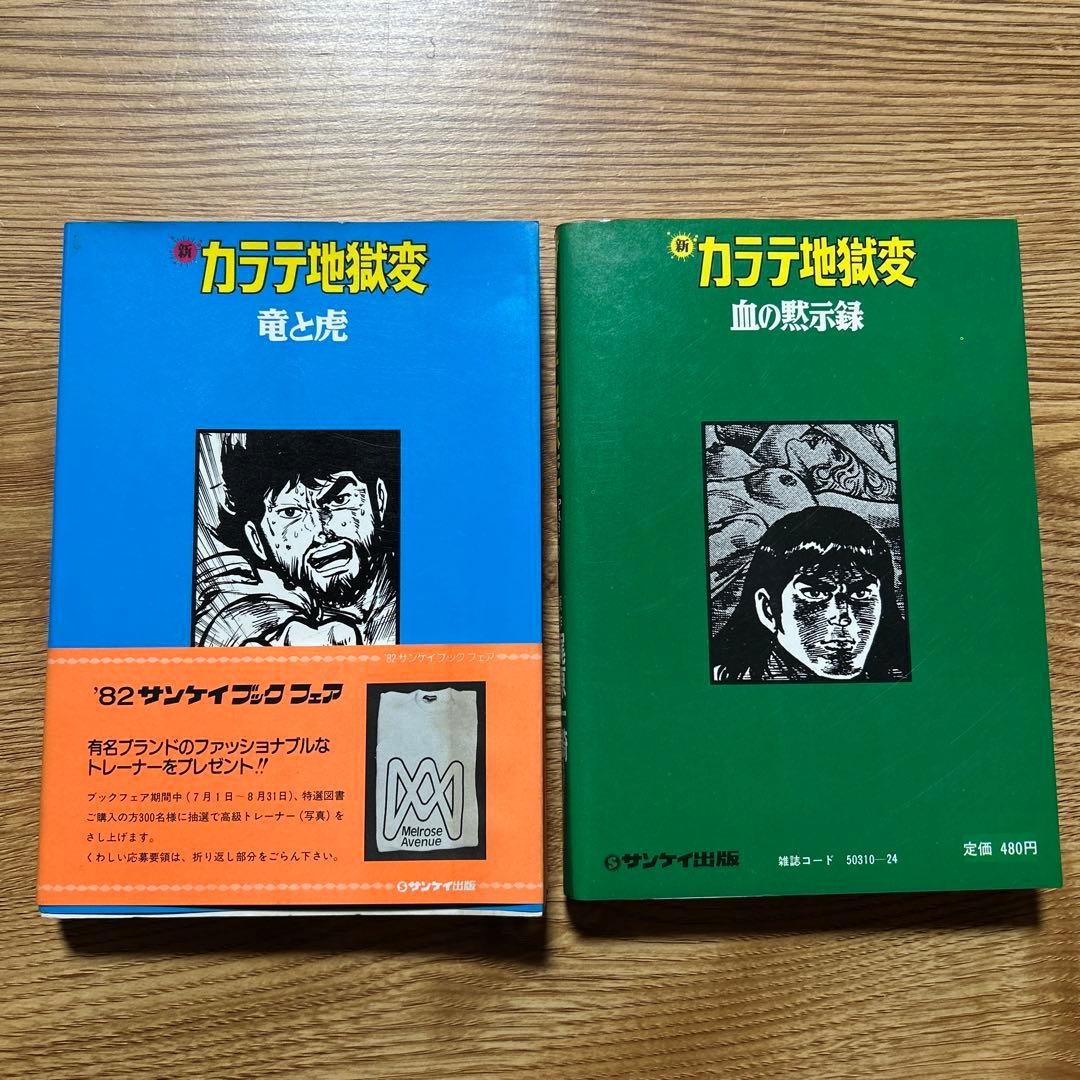 新
カラテ地獄変
竜と虎
'82 サンケイブック フェア
'82 サンケイブック フェア
有名ブランドのファッショナブルな
トレーナーをプレゼント!!
ブックフェア期間中(7月1日~8月31日)、特選図書
ご購入の方300名様に抽選で高級トレーナー(写真)を
さし上げます。
くわしい応募要領は、折り返し部分をごらん下さい。
Melrose
Avenue
サンケイ出版
新
カラテ地獄変
血の黙示録
サンケイ出版
雑誌コード 50310—24
定価 480円